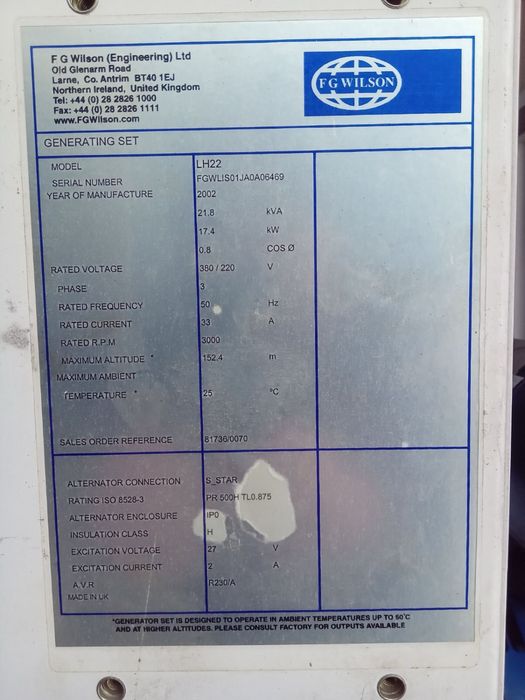 F G Wilson (Engineering) Ltd
Old Glenarm Road
Larne, Co. Antrim BT40 1EJ
Northern Ireland, United Kingdom
Tel: +44 (0) 28 2826 1000
Fax: +44 (0) 28 2826 1111
www.FGWilson.com
FG WILSON
GENERATING SET
MODEL LH22
SERIAL NUMBER FGWLIS01JA0A06469
YEAR OF MANUFACTURE 2002
21.8 kVA
17.4 kW
0.8 COS Ø
RATED VOLTAGE 380 / 220 V
PHASE 3
RATED FREQUENCY 50 Hz
RATED CURRENT 33 A
RATED R.P.M 3000
MAXIMUM ALTITUDE * 152.4 m
MAXIMUM AMBIENT
TEMPERATURE * 25 °C
SALES ORDER REFERENCE 81736/0070
ALTERNATOR CONNECTION S_STAR
RATING ISO 8528-3 PR 500H TL0.875
ALTERNATOR ENCLOSURE IP0
INSULATION CLASS H
EXCITATION VOLTAGE 27 V
EXCITATION CURRENT 2 A
A.V.R R230/A
MADE IN UK
*GENERATOR SET IS DESIGNED TO OPERATE IN AMBIENT TEMPERATURES UP TO 50°C
AND AT HIGHER ALTITUDES. PLEASE CONSULT FACTORY FOR OUTPUTS AVAILABLE